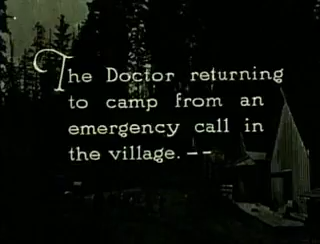 The Doctor returning
to camp from an
emergency call in
the village. --